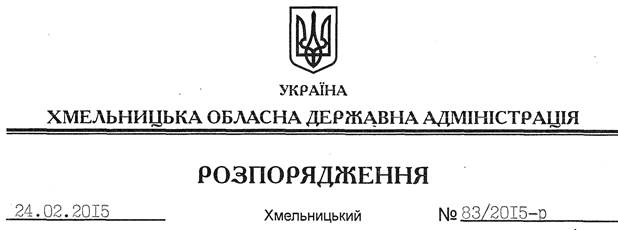 УКРАЇНА
ХМЕЛЬНИЦЬКА ОБЛАСНА ДЕРЖАВНА АДМІНІСТРАЦІЯ
РОЗПОРЯДЖЕННЯ
24.02.2015 Хмельницький № 83/2015-р